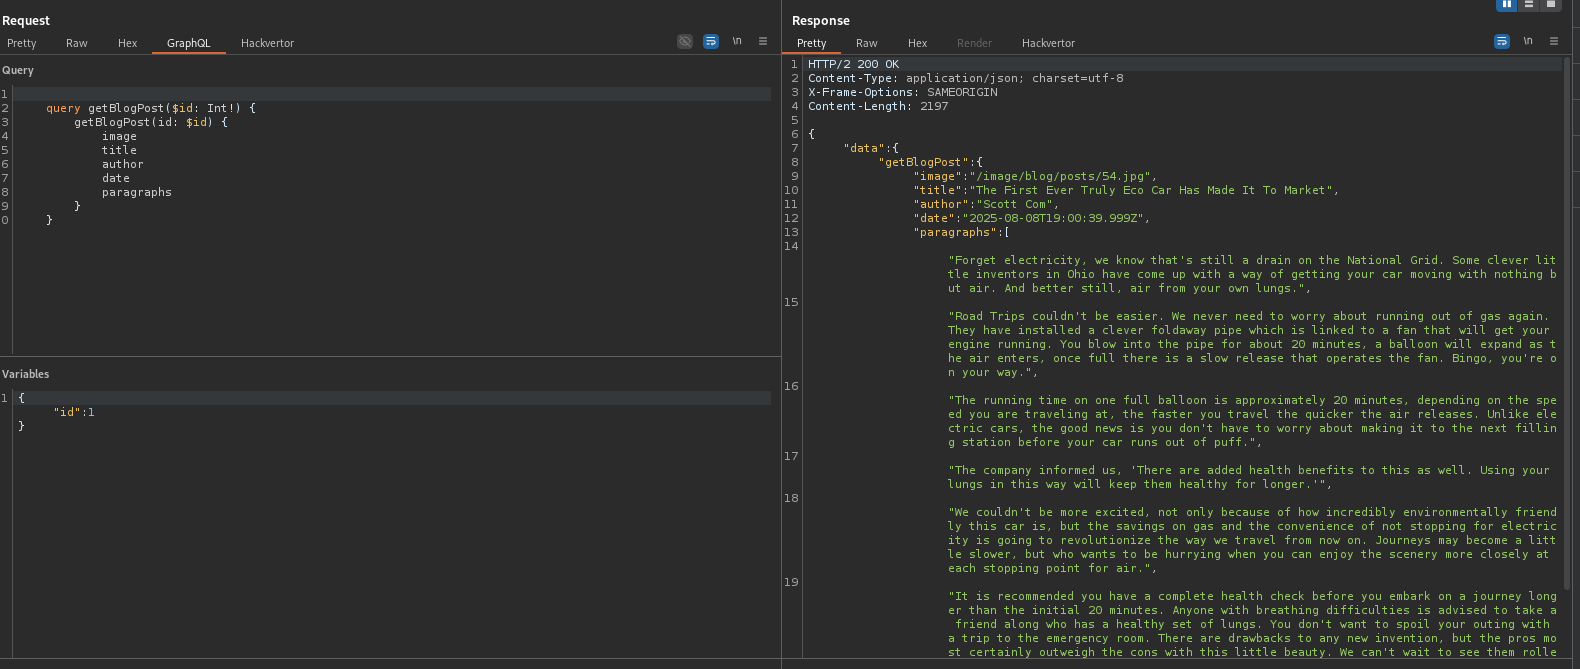 Request
Pretty Raw Hex GraphQL Hackvertor \n
Query
1
2 query getBlogPost($id: Int!) {
3 getBlogPost(id: $id) {
4 image
5 title
6 author
7 date
8 paragraphs
9 }
0 }
Variables
1 {
"id":1
}
Response
Pretty Raw Hex Render Hackvertor \n
1 HTTP/2 200 OK
2 Content-Type: application/json; charset=utf-8
3 X-Frame-Options: SAMEORIGIN
4 Content-Length: 2197
5
6 {
7 "data":{
8 "getBlogPost":{
9 "image":"/image/blog/posts/54.jpg",
10 "title":"The First Ever Truly Eco Car Has Made It To Market",
11 "author":"Scott Com",
12 "date":"2025-08-08T19:00:39.999Z",
13 "paragraphs":[
14
"Forget electricity, we know that's still a drain on the National Grid. Some clever lit
tle inventors in Ohio have come up with a way of getting your car moving with nothing b
ut air. And better still, air from your own lungs.",
15
"Road Trips couldn't be easier. We never need to worry about running out of gas again.
They have installed a clever foldaway pipe which is linked to a fan that will get your
engine running. You blow into the pipe for about 20 minutes, a balloon will expand as t
he air enters, once full there is a slow release that operates the fan. Bingo, you're o
n your way.",
16
"The running time on one full balloon is approximately 20 minutes, depending on the spe
ed you are traveling at, the faster you travel the quicker the air releases. Unlike ele
ctric cars, the good news is you don't have to worry about making it to the next fillin
g station before your car runs out of puff.",
17
"The company informed us, 'There are added health benefits to this as well. Using your
lungs in this way will keep them healthy for longer.'",
18
"We couldn't be more excited, not only because of how incredibly environmentally friend
ly this car is, but the savings on gas and the convenience of not stopping for electric
ity is going to revolutionize the way we travel from now on. Journeys may become a litt
le slower, but who wants to be hurrying when you can enjoy the scenery more closely at
each stopping point for air.",
19
"It is recommended you have a complete health check before you embark on a journey long
er than the initial 20 minutes. Anyone with breathing difficulties is advised to take a
friend along who has a healthy set of lungs. You don't want to spoil your outing with
a trip to the emergency room. There are drawbacks to any new invention, but the pros mo
st certainly outweigh the cons with this little beauty. We can't wait to see them rolle